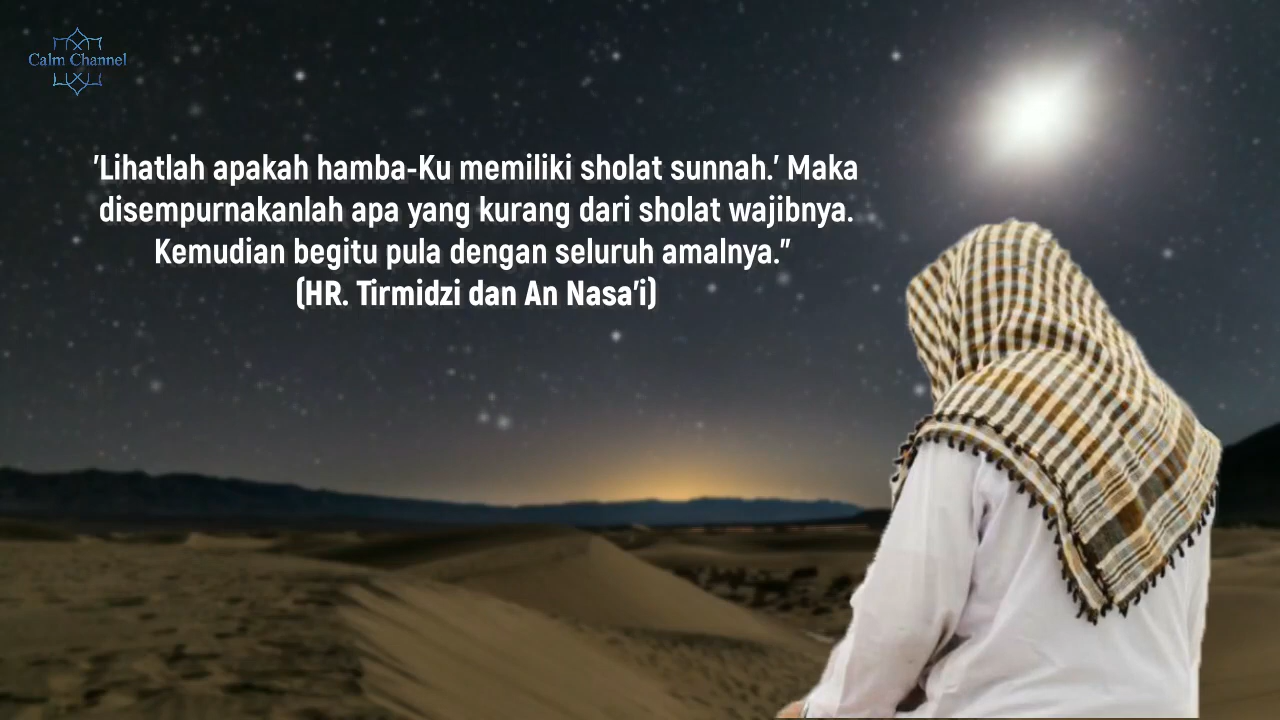 Calm Channel
'Lihatlah apakah hamba-Ku memiliki sholat sunnah.' Maka
disempurnakanlah apa yang kurang dari sholat wajibnya.
Kemudian begitu pula dengan seluruh amalnya."
(HR. Tirmidzi dan An Nasa'i)